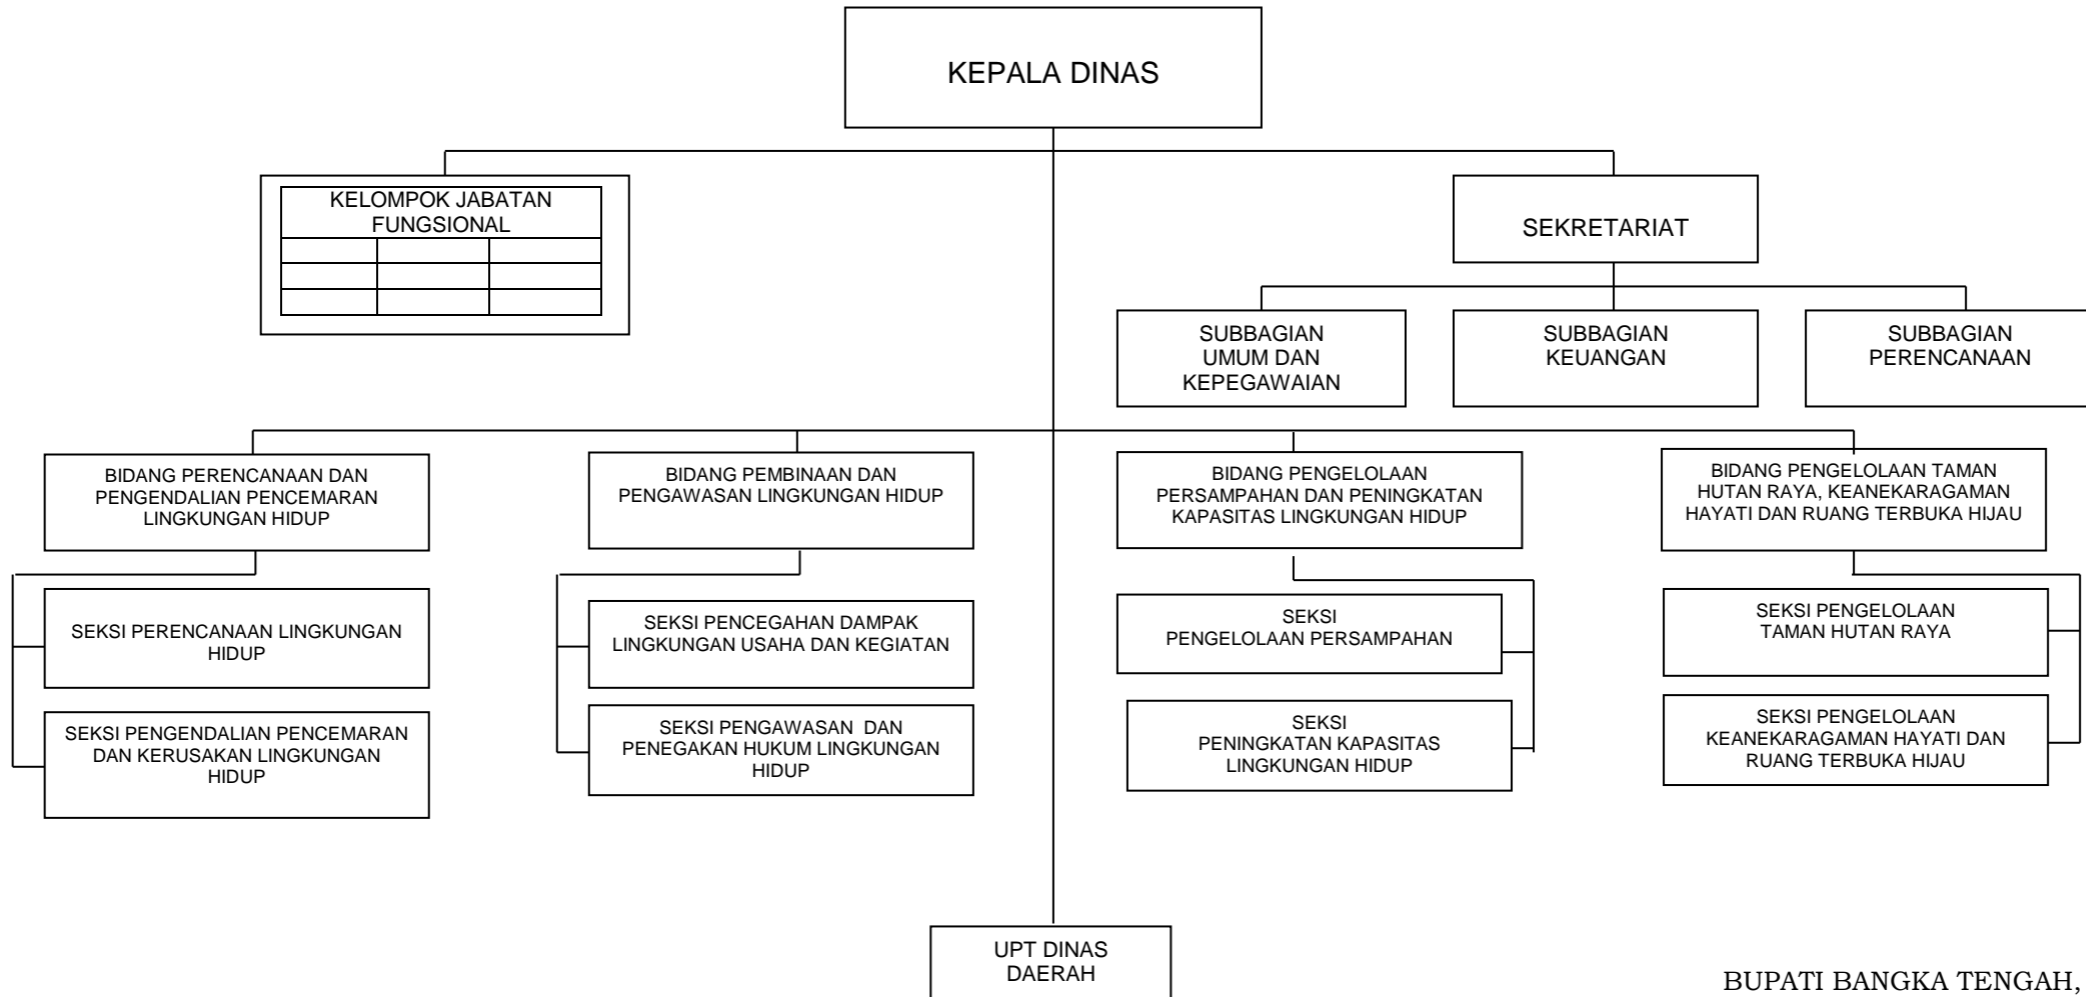 KEPALA DINAS
KELOMPOK JABATAN
FUNGSIONAL
SEKRETARIAT
SUBBAGIAN
UMUM DAN
KEPEGAWAIAN
SUBBAGIAN
KEUANGAN
SUBBAGIAN
PERENCANAAN
BIDANG PERENCANAAN DAN
PENGENDALIAN PENCEMARAN
LINGKUNGAN HIDUP
BIDANG PEMBINAAN DAN
PENGAWASAN LINGKUNGAN HIDUP
BIDANG PENGELOLAAN
PERSAMPAHAN DAN PENINGKATAN
KAPASITAS LINGKUNGAN HIDUP
BIDANG PENGELOLAAN TAMAN
HUTAN RAYA, KEANEKARAGAMAN
HAYATI DAN RUANG TERBUKA HIJAU
SEKSI PERENCANAAN LINGKUNGAN
HIDUP
SEKSI PENCEGAHAN DAMPAK
LINGKUNGAN USAHA DAN KEGIATAN
SEKSI
PENGELOLAAN PERSAMPAHAN
SEKSI PENGELOLAAN
TAMAN HUTAN RAYA
SEKSI PENGENDALIAN PENCEMARAN
DAN KERUSAKAN LINGKUNGAN
HIDUP
SEKSI PENGAWASAN  DAN
PENEGAKAN HUKUM LINGKUNGAN
HIDUP
SEKSI
PENINGKATAN KAPASITAS
LINGKUNGAN HIDUP
SEKSI PENGELOLAAN
KEANEKARAGAMAN HAYATI DAN
RUANG TERBUKA HIJAU
UPT DINAS
DAERAH
BUPATI BANGKA TENGAH,